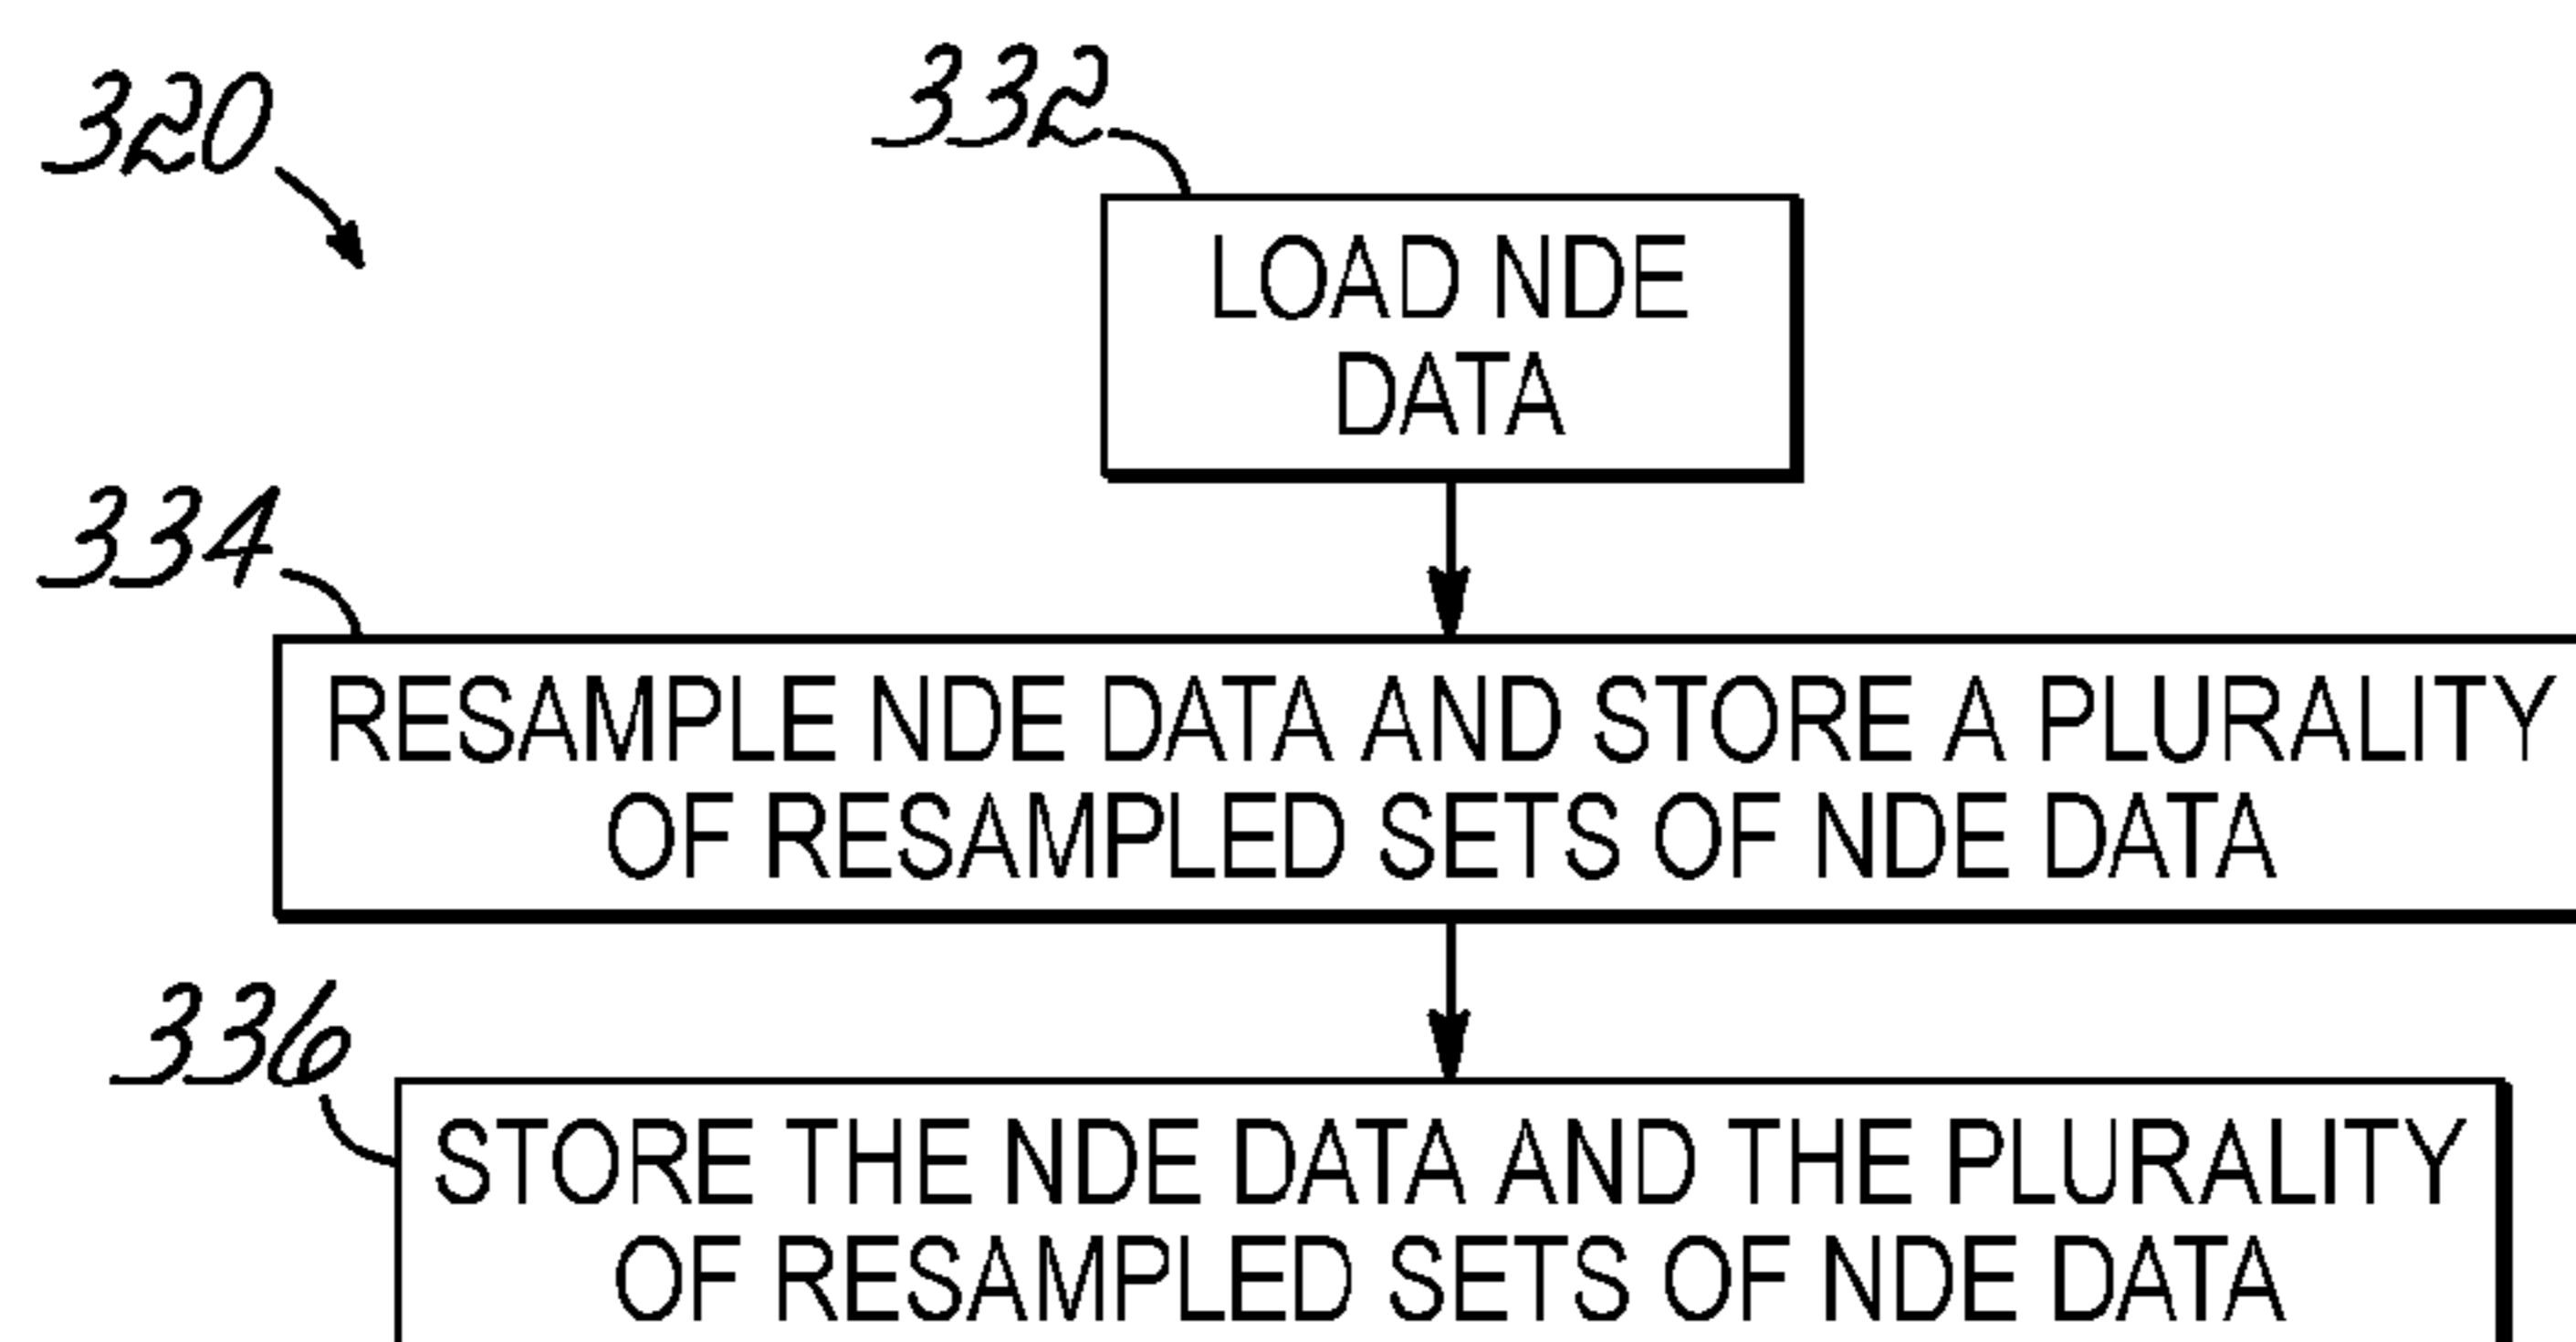 320
332
LOAD NDE
DATA
334
RESAMPLE NDE DATA AND STORE A PLURALITY
OF RESAMPLED SETS OF NDE DATA
336
STORE THE NDE DATA AND THE PLURALITY
OF RESAMPLED SETS OF NDE DATA